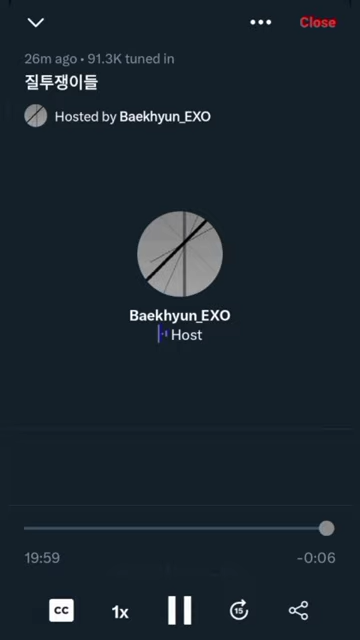 Close
26m ago • 91.3K tuned in
질투쟁이들
Hosted by Baekhyun_EXO
Baekhyun_EXO
Host
19:59
-0:06
CC
1x
15